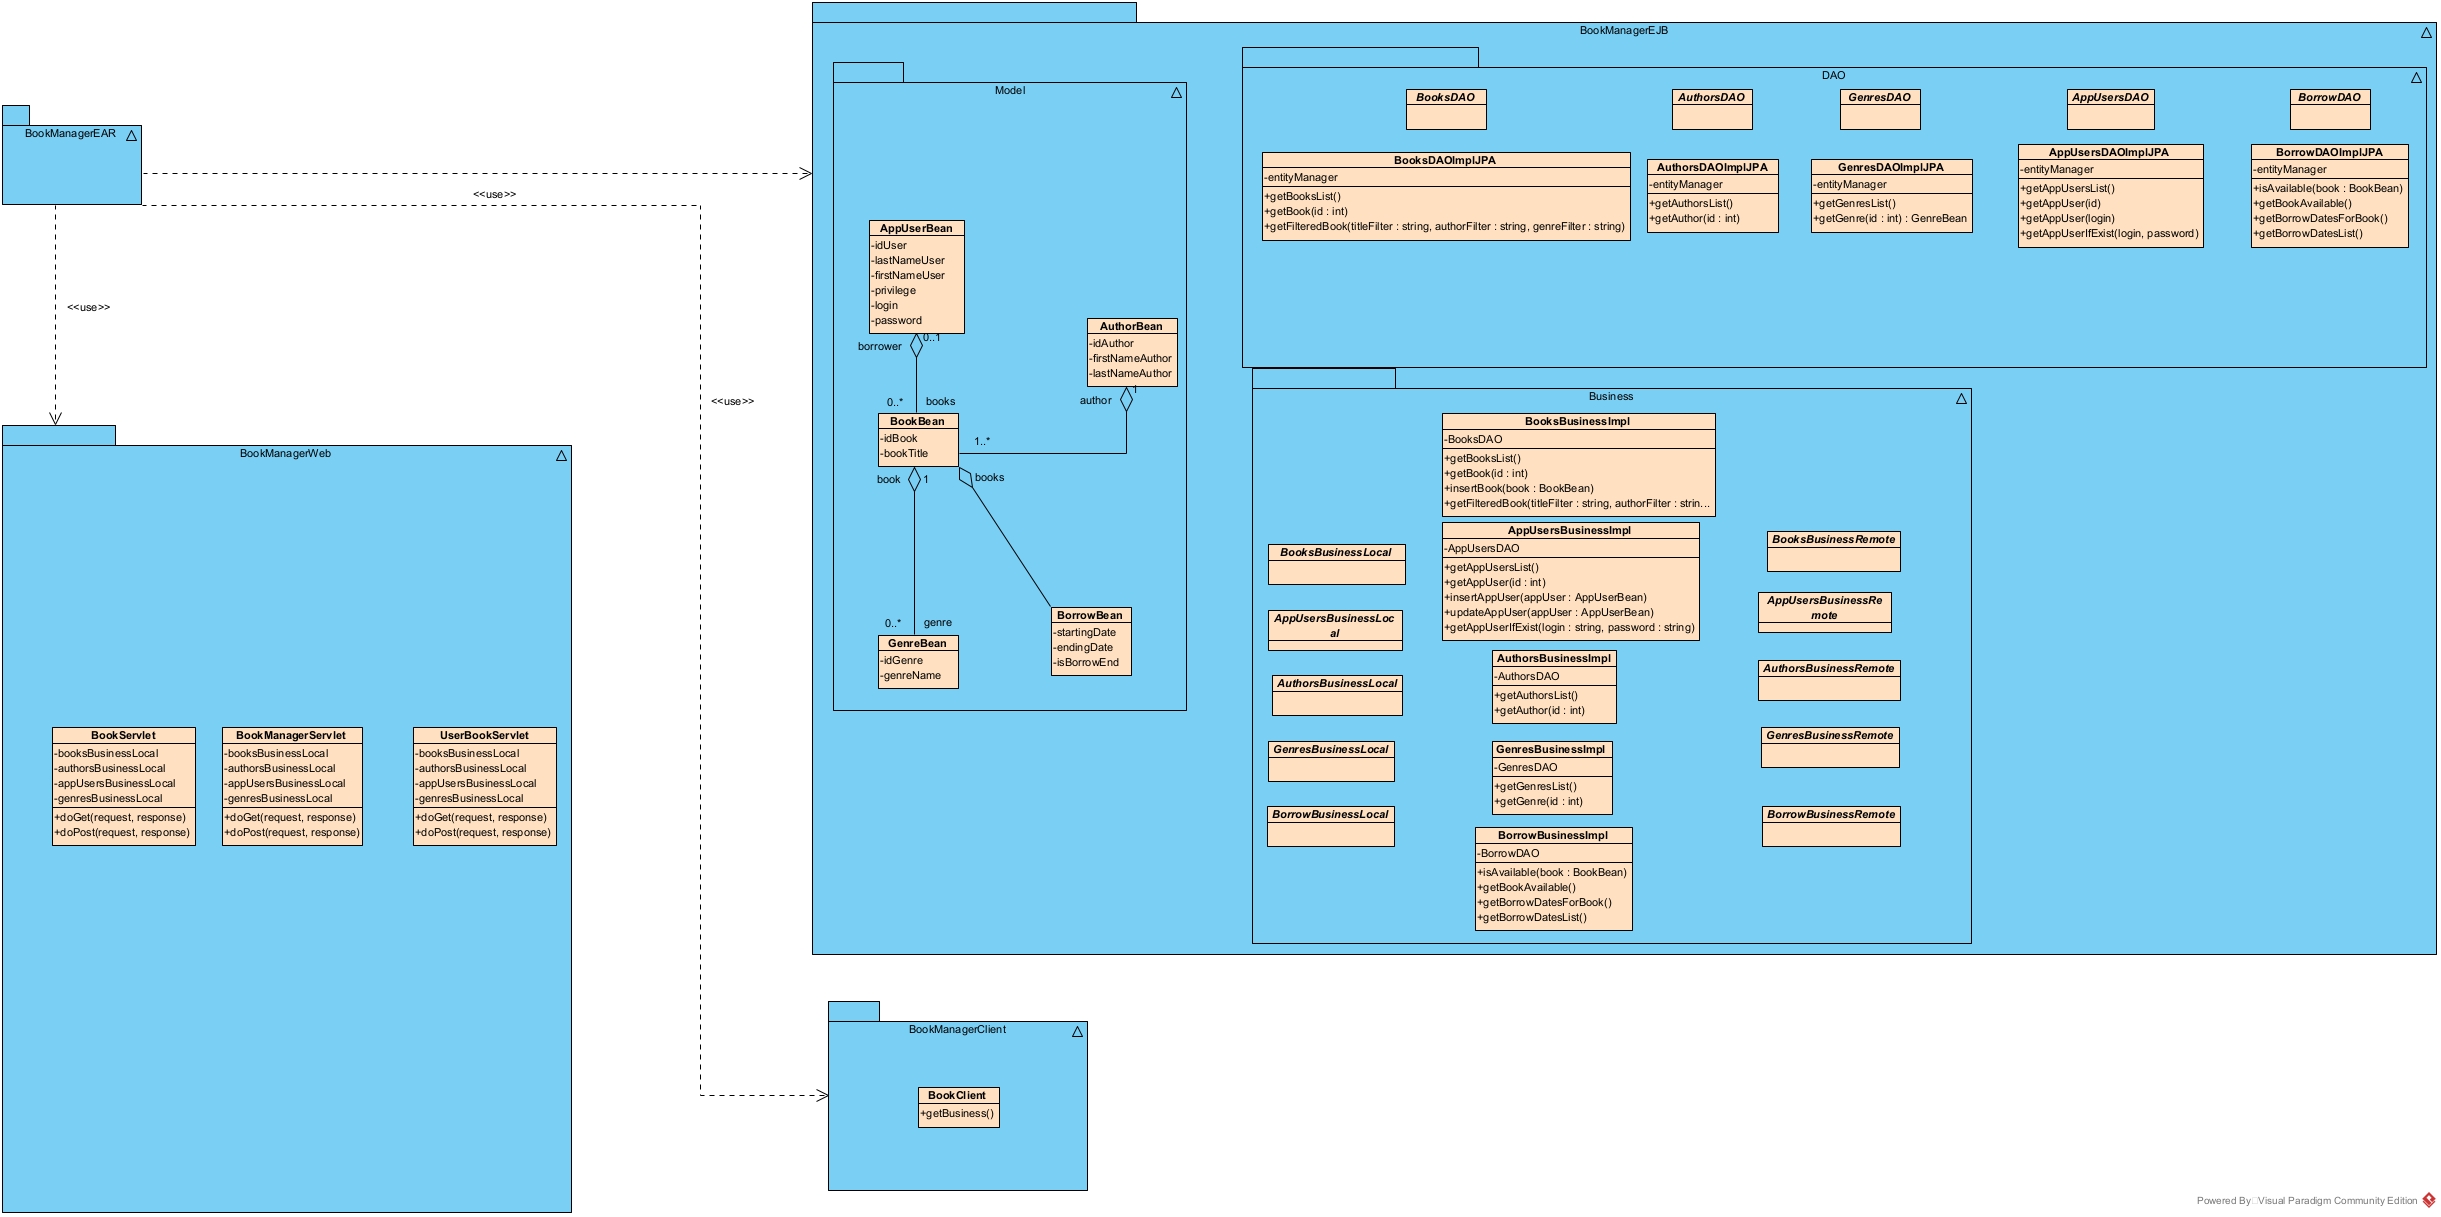 BookManagerEJB
DAO
BooksDAO
AuthorsDAO
GenresDAO
AppUsersDAO
BorrowDAO
BooksDAOImplJPA
-entityManager
+getBooksList()
+getBook(id : int)
+getFilteredBook(titleFilter : string, authorFilter : string, genreFilter : string)
AuthorsDAOImplJPA
-entityManager
+getAuthorsList()
+getAuthor(id : int)
GenresDAOImplJPA
-entityManager
+getGenresList()
+getGenre(id : int) : GenreBean
AppUsersDAOImplJPA
-entityManager
+getAppUsersList()
+getAppUser(id)
+getAppUser(login)
+getAppUserIfExist(login, password)
BorrowDAOImplJPA
-entityManager
+isAvailable(book : BookBean)
+getBookAvailable()
+getBorrowDatesForBook()
+getBorrowDatesList()
Model
AppUserBean
-idUser
-lastNameUser
-firstNameUser
-privilege
-login
-password
borrower
0..1
0..*
books
AuthorBean
-idAuthor
-firstNameAuthor
-lastNameAuthor
author
1
1..*
BookBean
-idBook
-bookTitle
book
1
books
0..*
genre
GenreBean
-idGenre
-genreName
BorrowBean
-startingDate
-endingDate
-isBorrowEnd
Business
BooksBusinessImpl
-BooksDAO
+getBooksList()
+getBook(id : int)
+insertBook(book : BookBean)
+getFilteredBook(titleFilter : string, authorFilter : strin...
AppUsersBusinessImpl
-AppUsersDAO
+getAppUsersList()
+getAppUser(id : int)
+insertAppUser(appUser : AppUserBean)
+updateAppUser(appUser : AppUserBean)
+getAppUserIfExist(login : string, password : string)
AuthorsBusinessImpl
-AuthorsDAO
+getAuthorsList()
+getAuthor(id : int)
GenresBusinessImpl
-GenresDAO
+getGenresList()
+getGenre(id : int)
BorrowBusinessImpl
-BorrowDAO
+isAvailable(book : BookBean)
+getBookAvailable()
+getBorrowDatesForBook()
+getBorrowDatesList()
BooksBusinessLocal
AppUsersBusinessLoc
al
AuthorsBusinessLocal
GenresBusinessLocal
BorrowBusinessLocal
BooksBusinessRemote
AppUsersBusinessRe
mote
AuthorsBusinessRemote
GenresBusinessRemote
BorrowBusinessRemote
BookManagerEAR
<<use>>
<<use>>
<<use>>
BookManagerWeb
BookServlet
-booksBusinessLocal
-authorsBusinessLocal
-appUsersBusinessLocal
-genresBusinessLocal
+doGet(request, response)
+doPost(request, response)
BookManagerServlet
-booksBusinessLocal
-authorsBusinessLocal
-appUsersBusinessLocal
-genresBusinessLocal
+doGet(request, response)
+doPost(request, response)
UserBookServlet
-booksBusinessLocal
-authorsBusinessLocal
-appUsersBusinessLocal
-genresBusinessLocal
+doGet(request, response)
+doPost(request, response)
BookManagerClient
BookClient
+getBusiness()
Powered By Visual Paradigm Community Edition